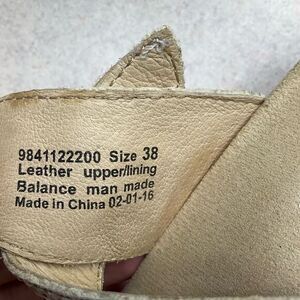 9841122200 Size 38
Leather upper/lining
Balance man made
Made in China 02-01-16